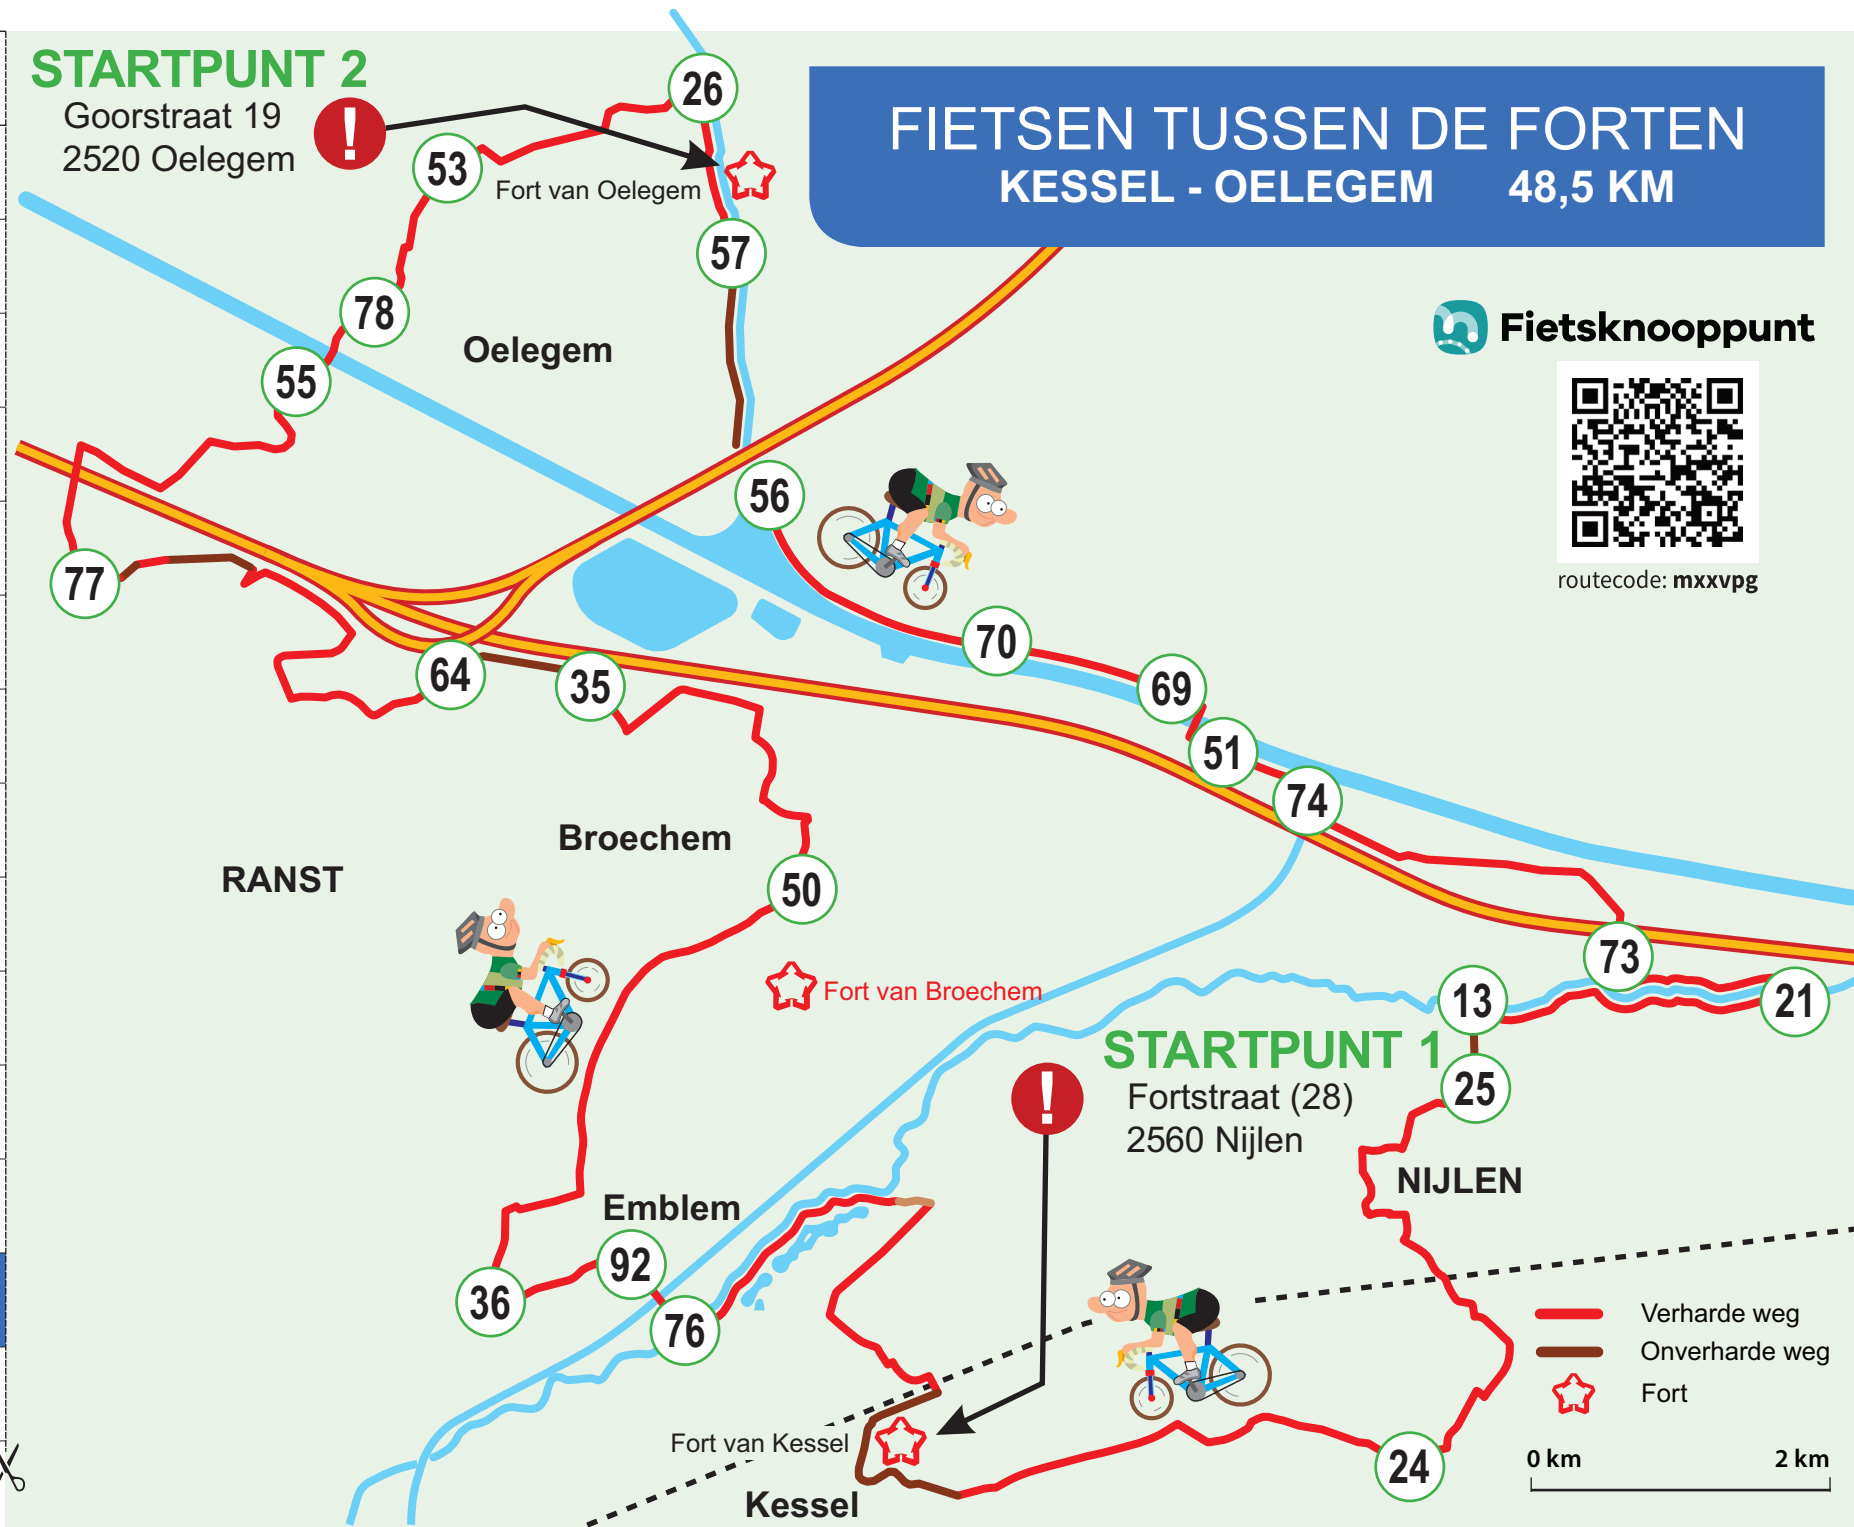 STARTPUNT 2
Goorstraat 19
2520 Oelegem
!
26
53
Fort van Oelegem
57
78
55
Oelegem
FIETSEN TUSSEN DE FORTEN
KESSEL - OELEGEM 48,5 KM
Fietsknooppunt
routecode: mxxvpg
56
77
64
35
70
69
51
74
Broechem
RANST
50
Fort van Broechem
73
13
21
STARTPUNT 1
!
Fortstraat (28)
2560 Nijlen
25
NIJLEN
Emblem
92
36
76
Fort van Kessel
Kessel
24
Verharde weg
Onverharde weg
Fort
0 km 2 km